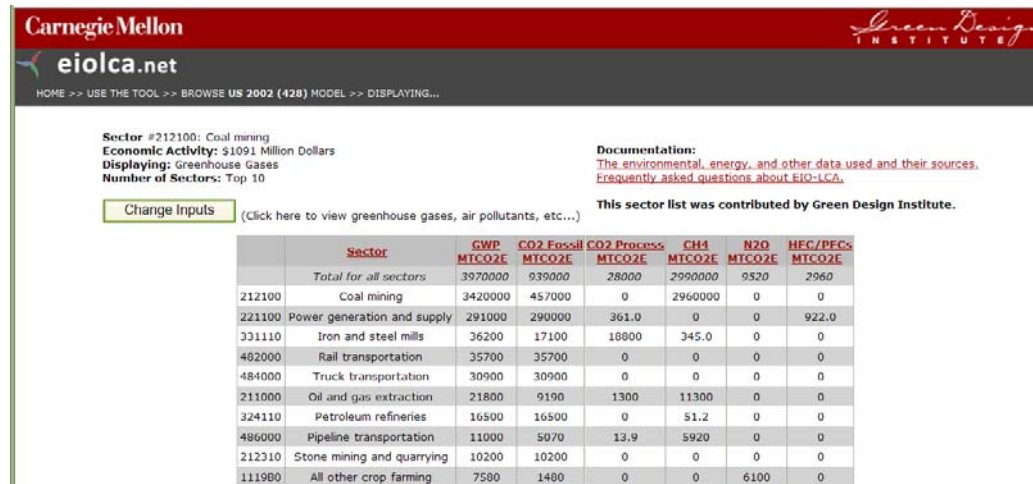 Carnegie Mellon
Green Design
INSTITUTE
eiolca.net
HOME >> USE THE TOOL >> BROWSE US 2002 (428) MODEL >> DISPLAYING...
Sector #212100: Coal mining
Economic Activity: $1091 Million Dollars
Displaying: Greenhouse Gases
Number of Sectors: Top 10
Documentation:
The environmental, energy, and other data used and their sources.
Frequently asked questions about EIO-LCA.
This sector list was contributed by Green Design Institute.
Change Inputs (Click here to view greenhouse gases, air pollutants, etc...)
Sector GWP MTCO2E CO2 Fossil MTCO2E CO2 Process MTCO2E CH4 MTCO2E N2O MTCO2E HFC/PFCs MTCO2E
Total for all sectors 3970000 939000 28000 2990000 9520 2960
212100 Coal mining 3420000 457000 0 2960000 0 0
221100 Power generation and supply 291000 290000 361.0 0 0 922.0
331110 Iron and steel mills 36200 17100 18800 345.0 0 0
482000 Rail transportation 35700 35700 0 0 0 0
484000 Truck transportation 30900 30900 0 0 0 0
211000 Oil and gas extraction 21800 9190 1300 11300 0 0
324110 Petroleum refineries 16500 16500 0 51.2 0 0
486000 Pipeline transportation 11000 5070 13.9 5920 0 0
212310 Stone mining and quarrying 10200 10200 0 0 0 0
1119B0 All other crop farming 7580 1480 0 0 6100 0